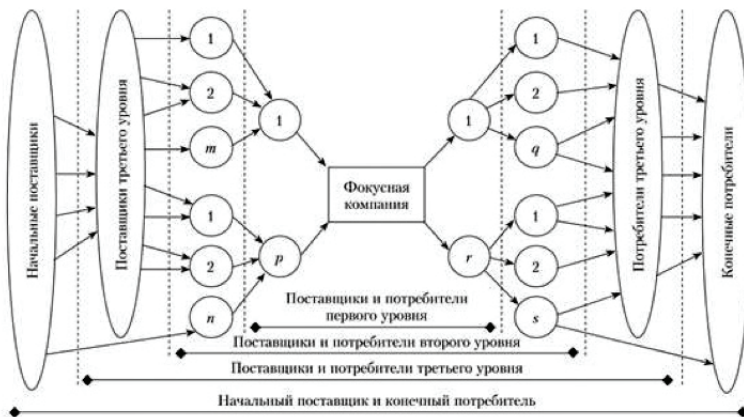 Начальные поставщики
Поставщики третьего уровня
1
2
m
1
2
n
1
p
Фокусная
компания
1
r
1
2
q
1
2
s
Потребители третьего уровня
Конечные потребители
Поставщики и потребители
первого уровня
Поставщики и потребители второго уровня
Поставщики и потребители третьего уровня
Начальный поставщик и конечный потребитель